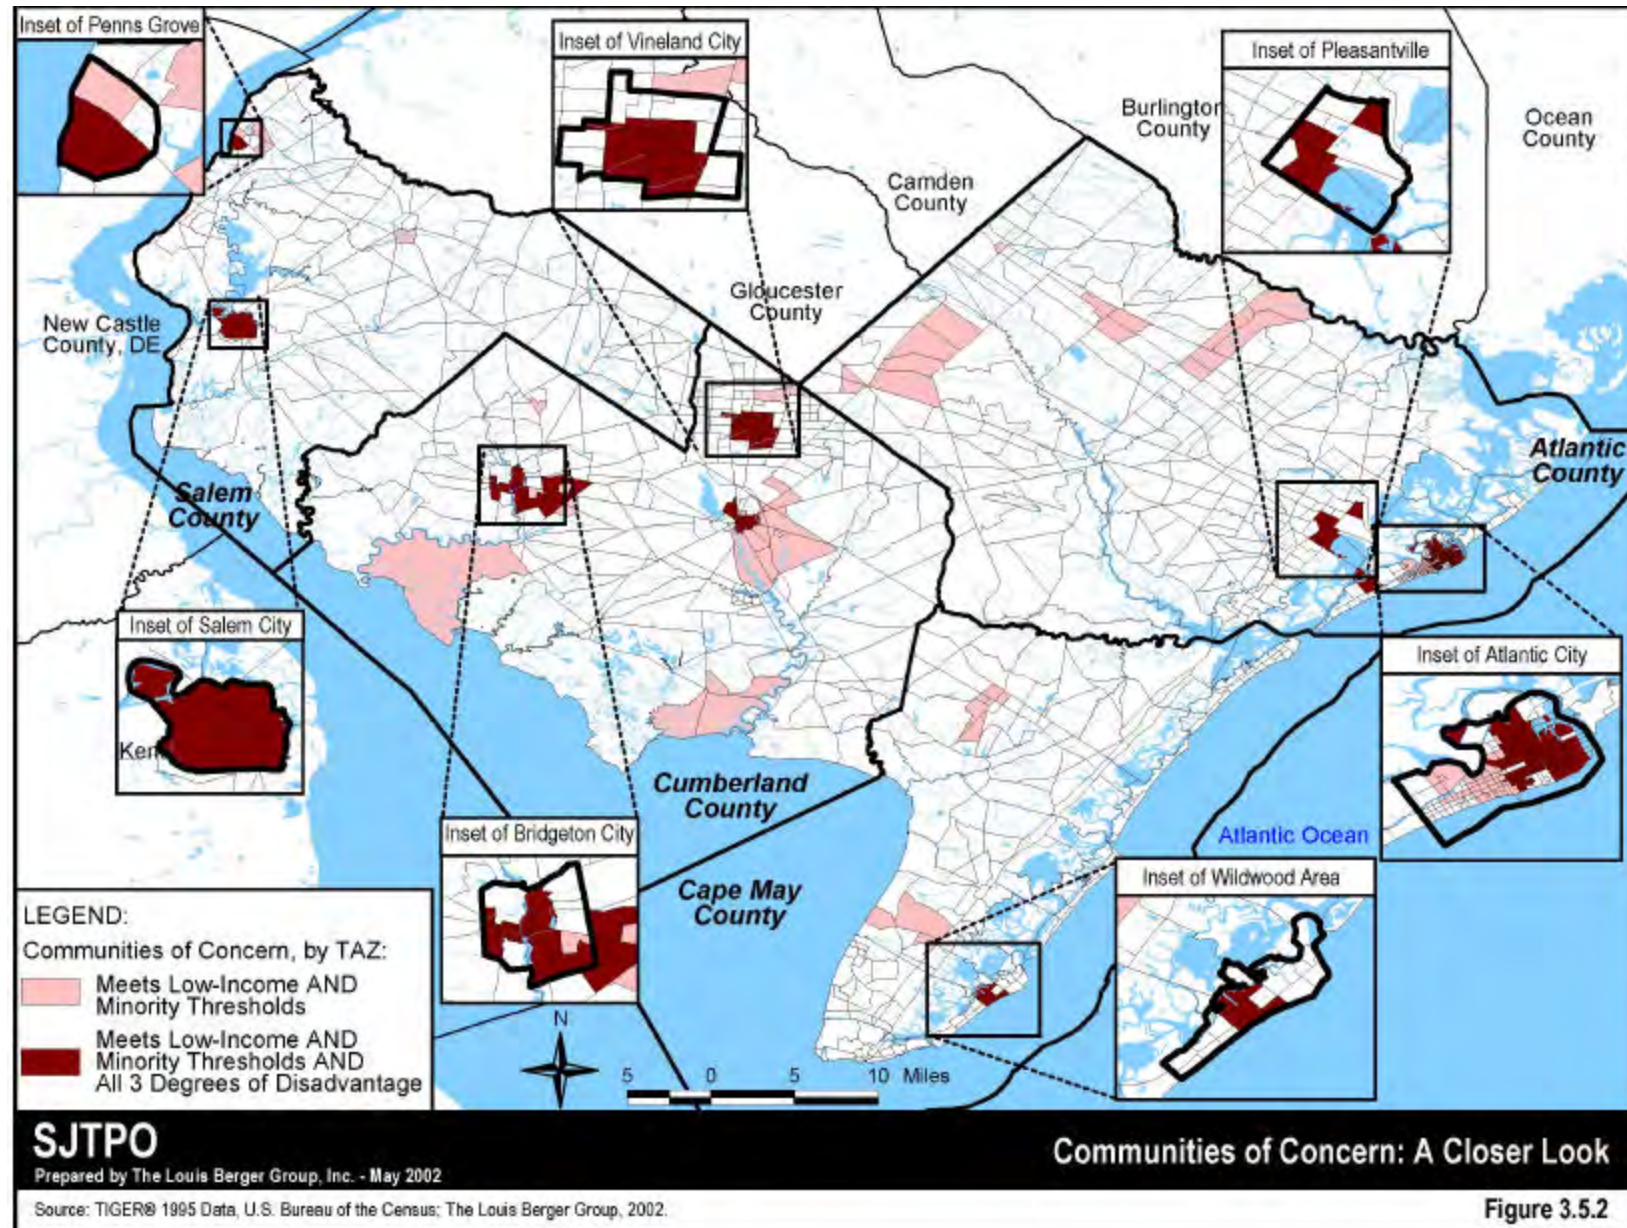 Inset of Penns Grove
Inset of Vineland City
Inset of Pleasantville
Burlington
County
Ocean
County
Camden
County
Gloucester
County
New Castle
County, DE
Atlantic
County
Salem
County
Inset of Salem City
Inset of Atlantic City
Ken
Cumberland
County
Inset of Bridgeton City
Atlantic Ocean
Inset of Wildwood Area
Cape May
County
LEGEND:
Communities of Concern, by TAZ:
Meets Low-Income AND
Minority Thresholds
Meets Low-Income AND
Minority Thresholds AND
All 3 Degrees of Disadvantage
N
5 0 5 10 Miles
SJTPO
Prepared by The Louis Berger Group, Inc. - May 2002
Communities of Concern: A Closer Look
Source: TIGER® 1995 Data, U.S. Bureau of the Census; The Louis Berger Group, 2002.
Figure 3.5.2